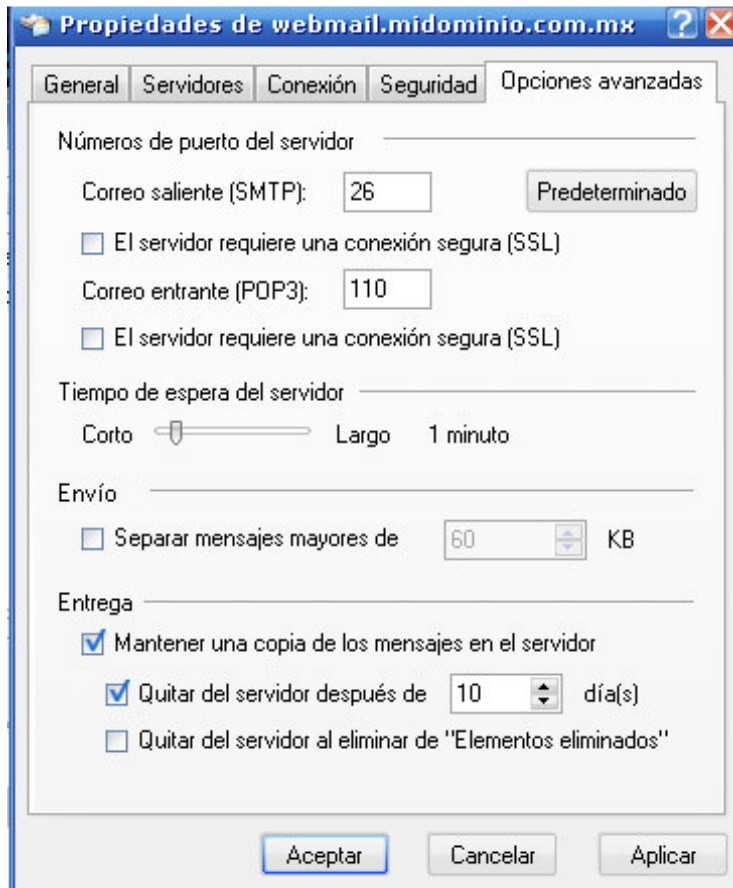 Propiedades de webmail.midominio.com.mx
General Servidores Conexión Seguridad Opciones avanzadas
Números de puerto del servidor
Correo saliente (SMTP): 26 Predeterminado
El servidor requiere una conexión segura (SSL)
Correo entrante (POP3): 110
El servidor requiere una conexión segura (SSL)
Tiempo de espera del servidor
Corto Largo 1 minuto
Envío
Separar mensajes mayores de 60 KB
Entrega
Mantener una copia de los mensajes en el servidor
Quitar del servidor después de 10 día(s)
Quitar del servidor al eliminar de "Elementos eliminados"
Aceptar Cancelar Aplicar